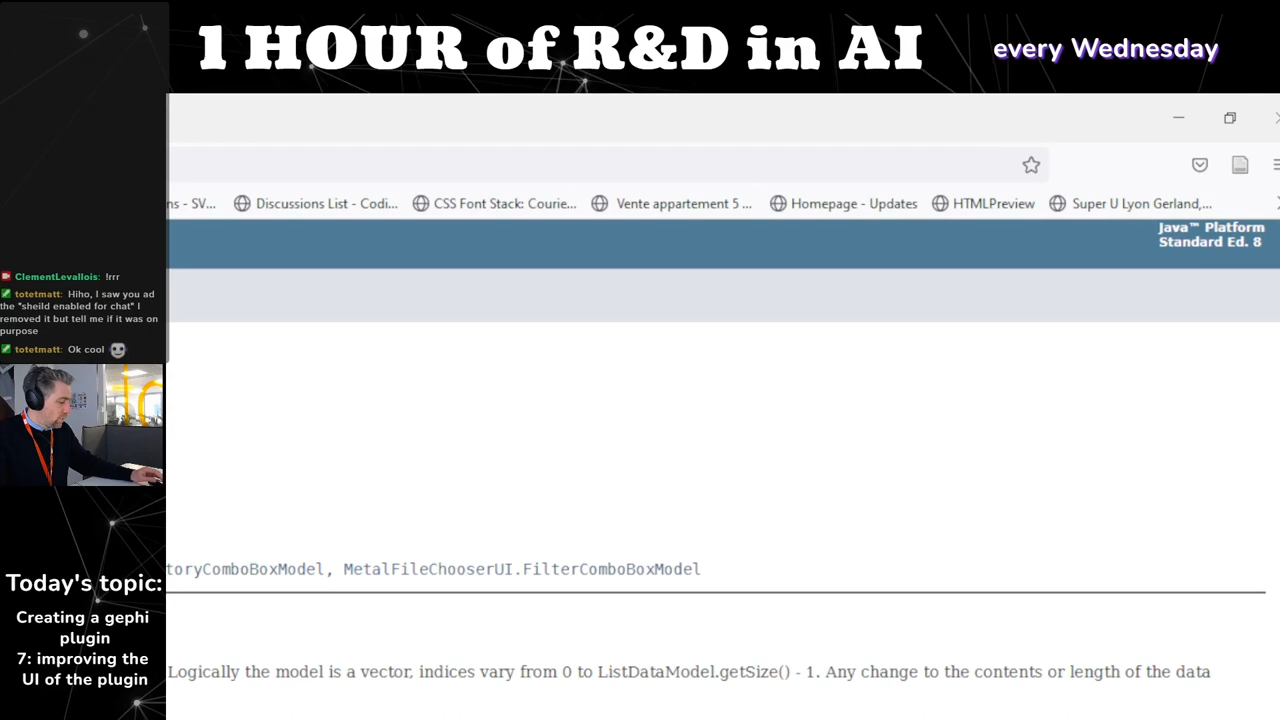 1 HOUR of R&D in AI
every Wednesday
ns - SV...
Discussions List - Codi...
CSS Font Stack: Courie...
Vente appartement 5 ...
Homepage - Updates
HTMLPreview
Super U Lyon Gerland,...
Java™ Platform
Standard Ed. 8
ClementLevallois: !rrr
totetmatt: Hiho, I saw you ad
the "sheild enabled for chat" I
removed it but tell me if it was on
purpose
totetmatt: Ok cool
toryComboBoxModel, MetalFileChooserUI.FilterComboBoxModel
Today's topic:
Creating a gephi
plugin
7: improving the
UI of the plugin
Logically the model is a vector, indices vary from 0 to ListDataModel.getSize() - 1. Any change to the contents or length of the data